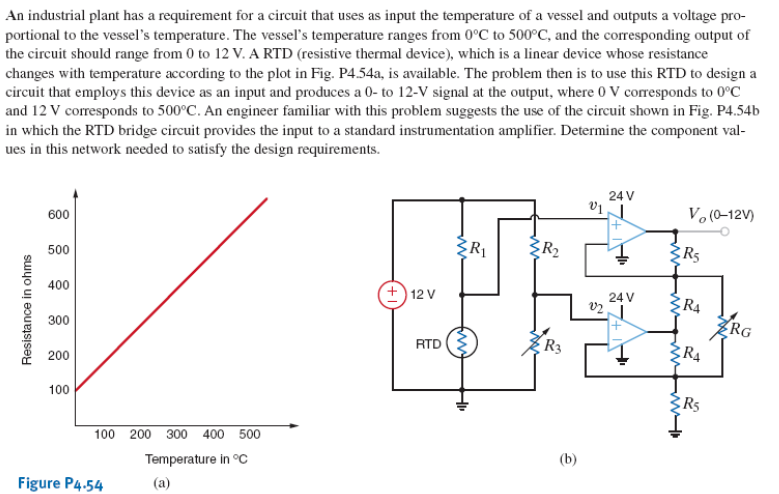 An industrial plant has a requirement for a circuit that uses as input the temperature of a vessel and outputs a voltage pro-
portional to the vessel's temperature. The vessel's temperature ranges from 0°C to 500°C, and the corresponding output of
the circuit should range from 0 to 12 V. A RTD (resistive thermal device), which is a linear device whose resistance
changes with temperature according to the plot in Fig. P4.54a, is available. The problem then is to use this RTD to design a
circuit that employs this device as an input and produces a 0- to 12-V signal at the output, where 0 V corresponds to 0°C
and 12 V corresponds to 500°C. An engineer familiar with this problem suggests the use of the circuit shown in Fig. P4.54b
in which the RTD bridge circuit provides the input to a standard instrumentation amplifier. Determine the component val-
ues in this network needed to satisfy the design requirements.
Resistance in ohms
600
500
400
300
200
100
100 200 300 400 500
Temperature in °C
Figure P4.54
(a)
12 V
RTD
R1
R2
R3
v1
24 V
+
−
v2
24 V
+
−
Vo (0–12V)
R5
R4
RG
R4
R5
(b)